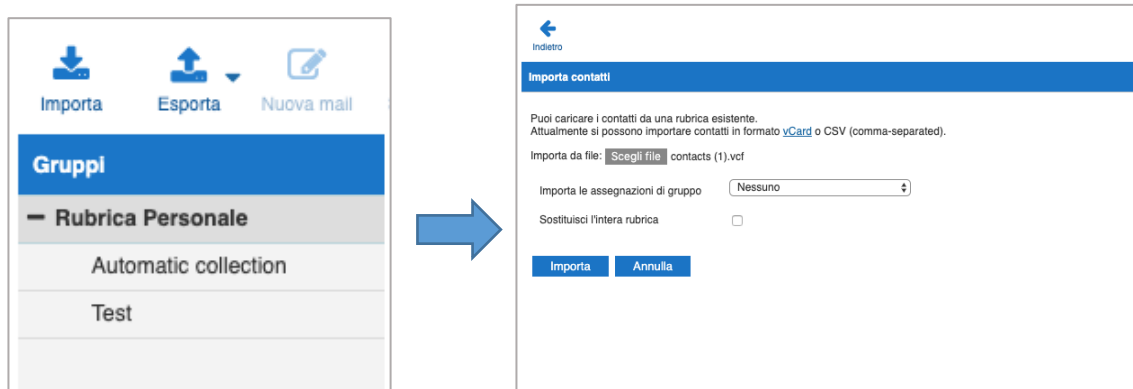 Importa
Esporta
Nuova mail
Gruppi
Rubrica Personale
Automatic collection
Test
Indietro
Importa contatti
Puoi caricare i contatti da una rubrica esistente.
Attualmente si possono importare contatti in formato vCard o CSV (comma-separated).
Importa da file: Scegli file contacts (1).vcf
Importa le assegnazioni di gruppo Nessuno
Sostituisci l'intera rubrica
Importa Annulla